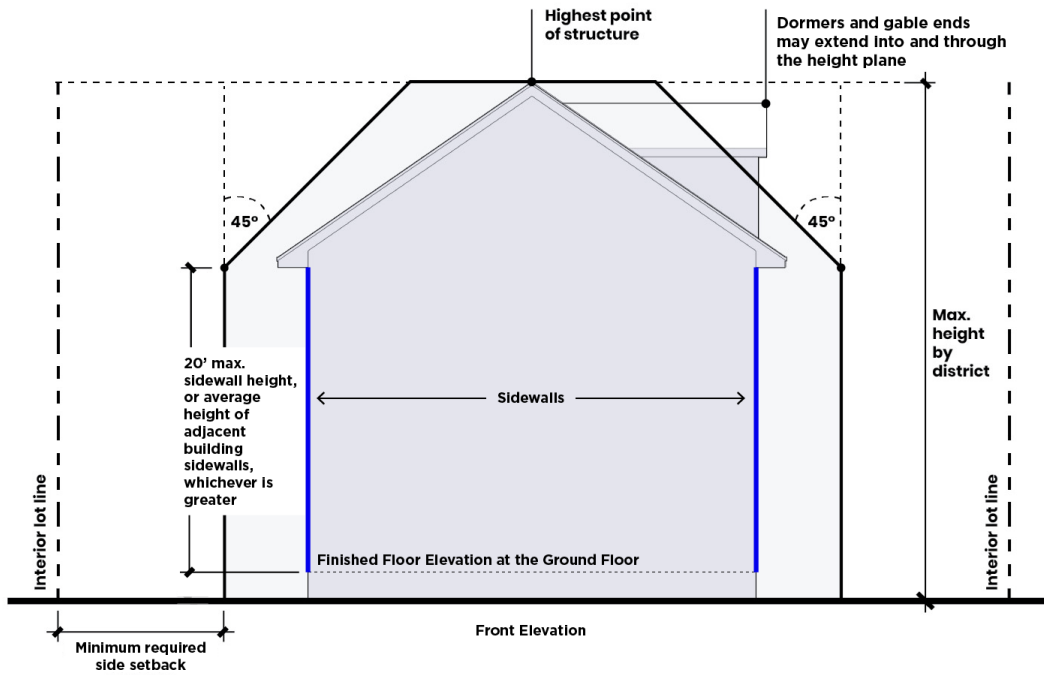 Highest point
of structure
Dormers and gable ends
may extend into and through
the height plane
45°
45°
20’ max.
sidewall height,
or average
height of
adjacent
building
sidewalls,
whichever is
greater
Sidewalls
Max.
height
by
district
Interior lot line
Interior lot line
Finished Floor Elevation at the Ground Floor
Front Elevation
Minimum required
side setback